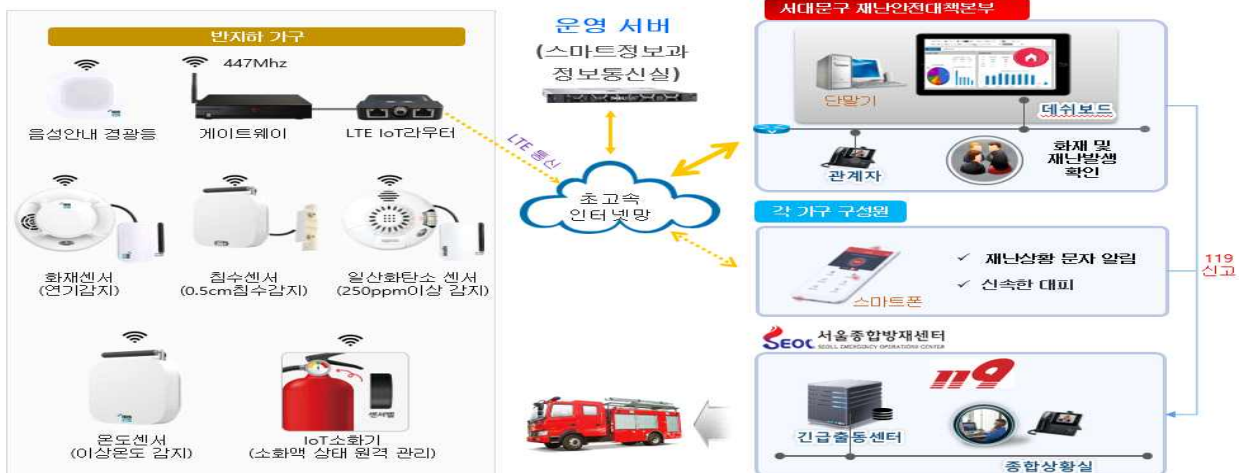 반지하 가구
447Mhz
음성안내 경광등
게이트웨이
LTE IoT라우터
화재센서
(연기감지)
침수센서
(0.5cm침수감지)
일산화탄소 센서
(250ppm이상 감지)
온도센서
(이상온도 감지)
센서벨
IoT소화기
(소화액 상태 원격 관리)
운영 서버
(스마트정보과
정보통신실)
LTE 통신
초고속
인터넷망
서대문구 재난안전대책본부
단말기
데쉬보드
관계자
화재 및
재난발생
확인
각 가구 구성원
스마트폰
✓ 재난상황 문자 알림
✓ 신속한 대피
119
신고
SEOC 서울종합방재센터
SEOUL EMERGENCY OPERATIONS CENTER
119
긴급출동센터
종합상황실